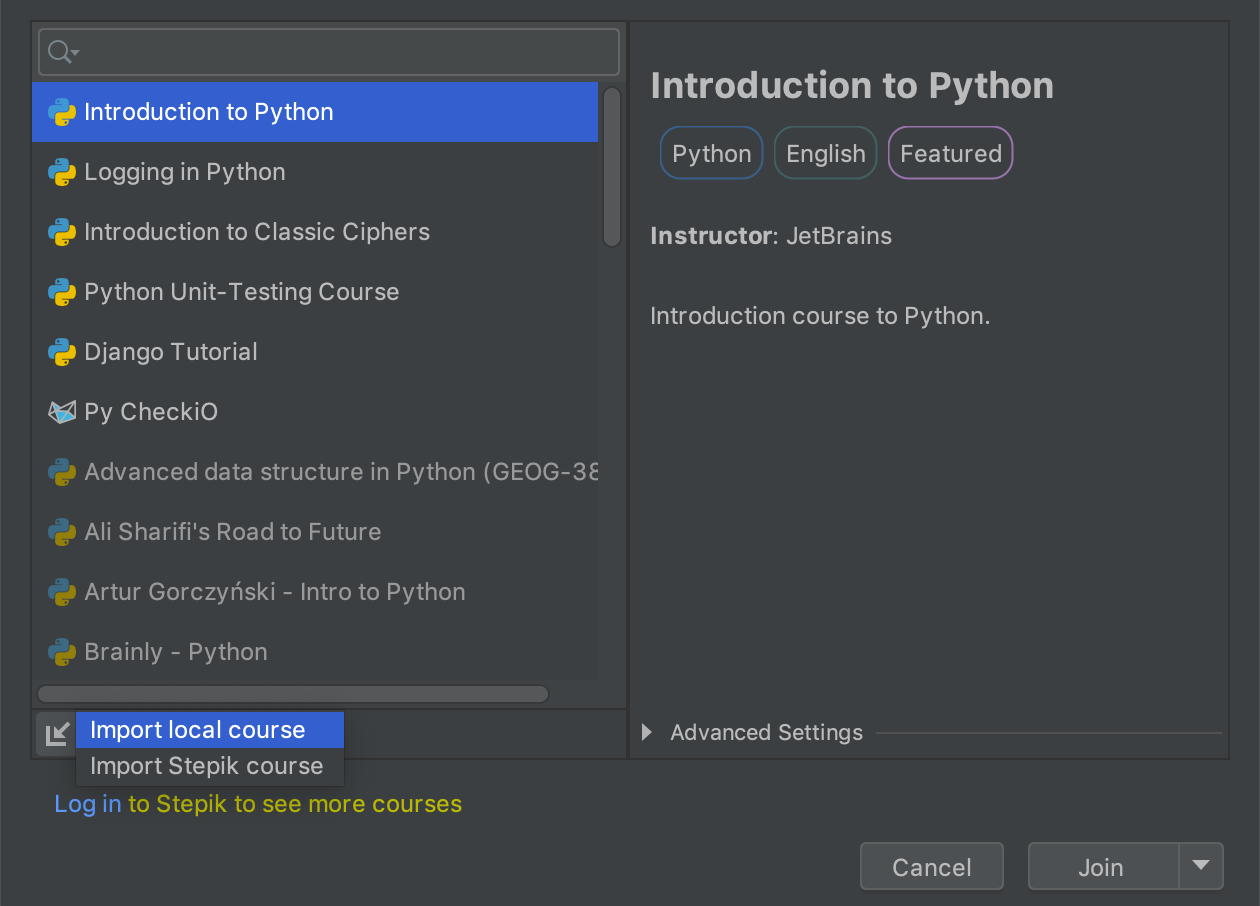 Introduction to Python
Logging in Python
Introduction to Classic Ciphers
Python Unit-Testing Course
Django Tutorial
Py CheckiO
Advanced data structure in Python (GEOG-38
Ali Sharifi's Road to Future
Artur Gorczyński - Intro to Python
Brainly - Python
Import local course
Import Stepik course
Log in to Stepik to see more courses
Introduction to Python
Python English Featured
Instructor: JetBrains
Introduction course to Python.
Advanced Settings
Cancel
Join